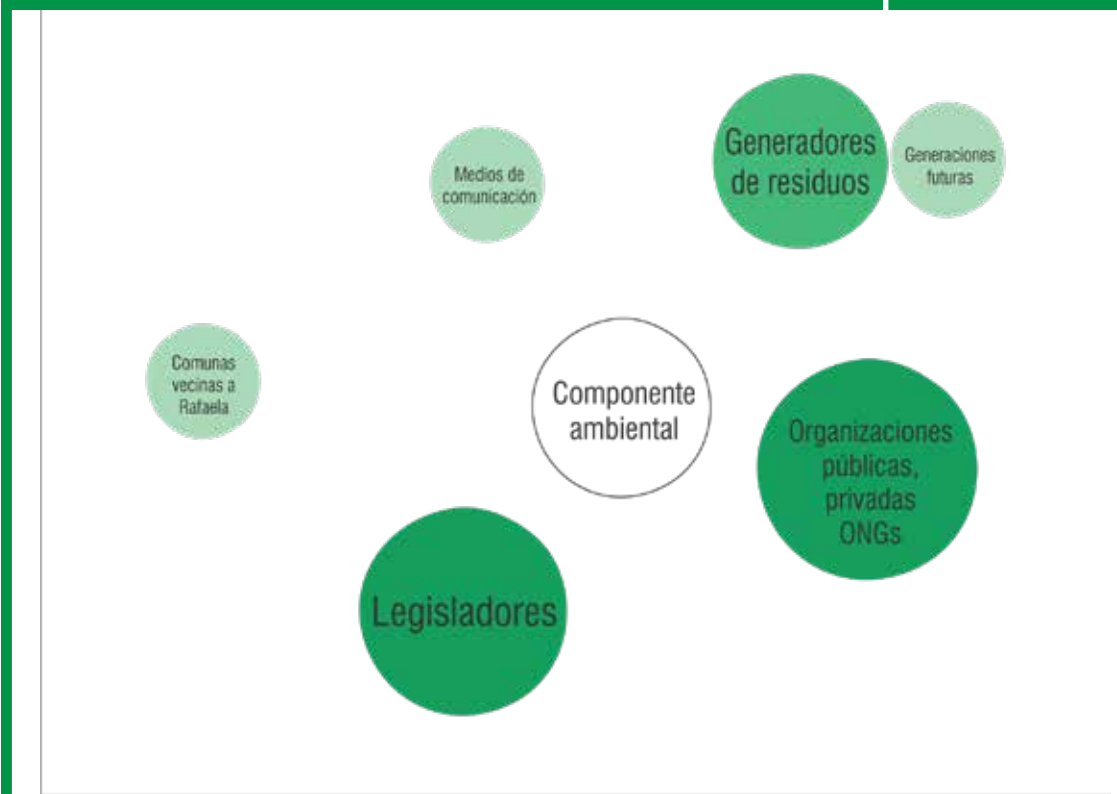 Generadores
de residuos
Generaciones
futuras
Medios de
comunicación
Comunas
vecinas a
Rafaela
Componente
ambiental
Organizaciones
públicas,
privadas
ONGs
Legisladores